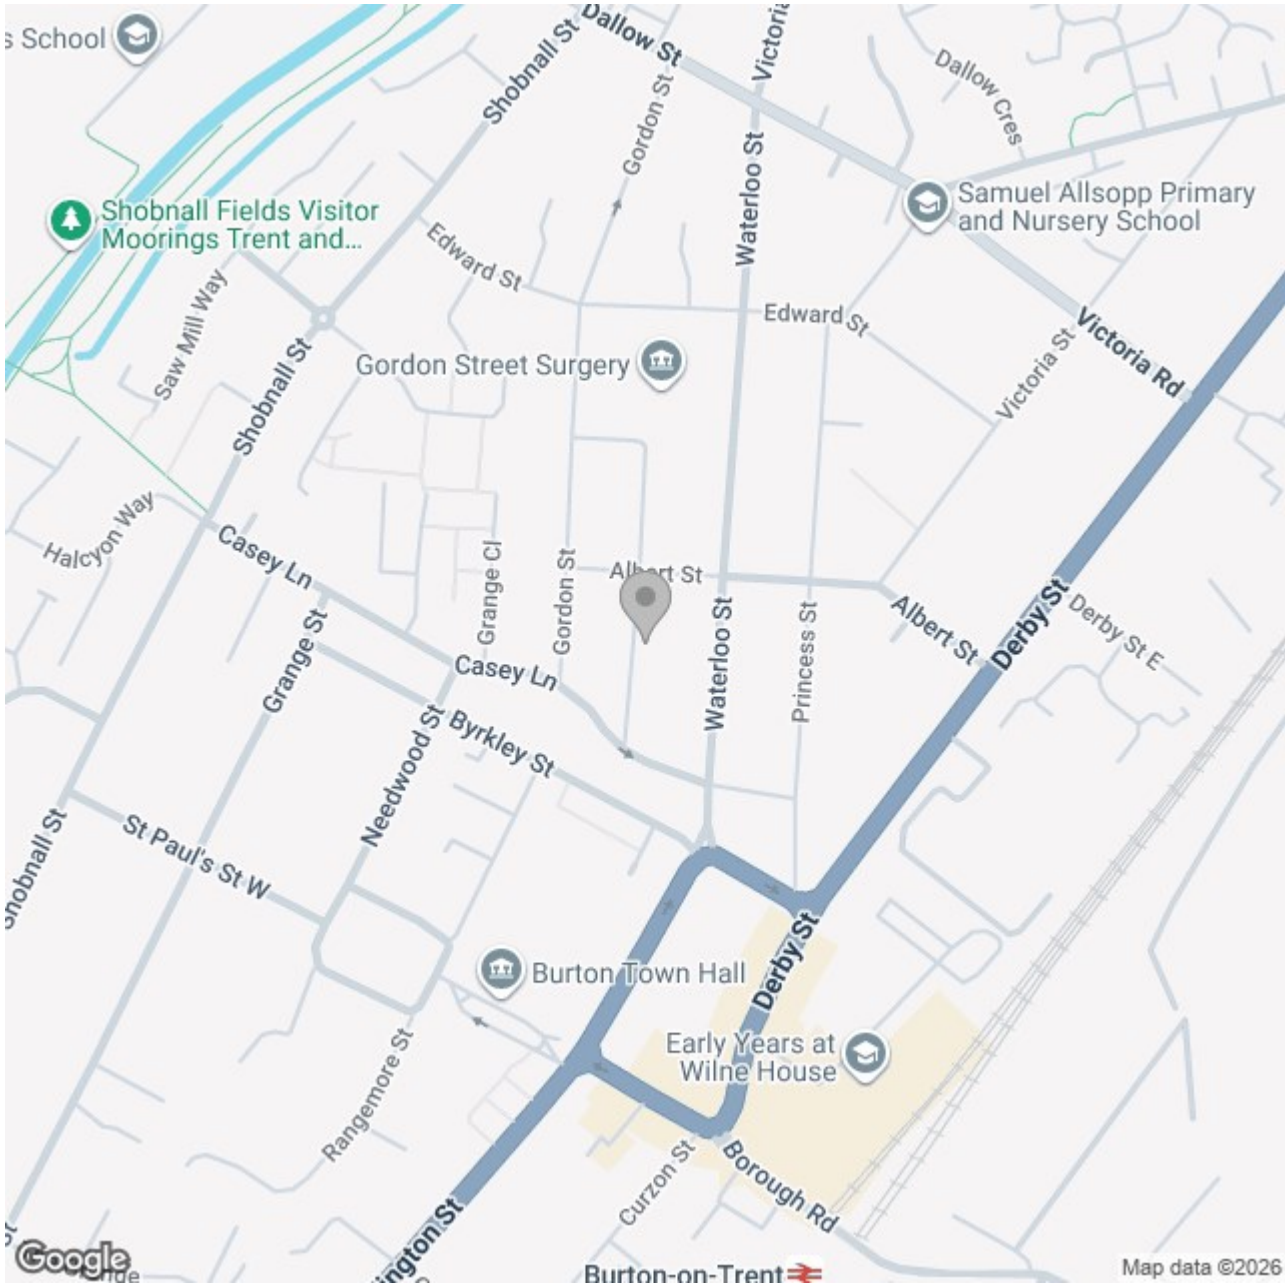 s School
Shobnall St
Dallow St
Victoria
Gordon St
Dallow Cres
Waterloo St
Samuel Allsopp Primary
and Nursery School
Shobnall Fields Visitor
Moorings Trent and...
Edward St
Saw Mill Way
Edward St
Victoria Rd
Victoria St
Gordon Street Surgery
Shobnall St
Halcyon Way
Casey Ln
Grange Cl
Gordon St
Albert St
Waterloo St
Princess St
Albert St
Derby St
Derby St E
Grange St
Casey Ln
Byrkley St
Needwood St
St Paul's St W
Shobnall St
Burton Town Hall
Derby St
Early Years at
Wilne House
Rangemore St
Curzon St
Borough Rd
lington St
Burton-on-Trent
Google
Map data ©2026